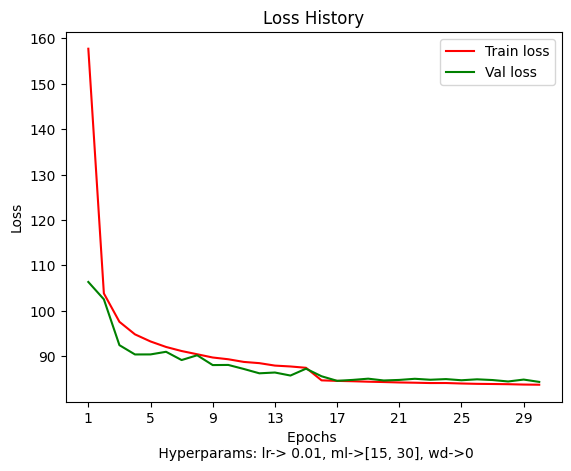 Loss History
Train loss
Val loss
Loss
160
150
140
130
120
110
100
90
1 5 9 13 17 21 25 29
Epochs
Hyperparams: lr-> 0.01, ml->[15, 30], wd->0